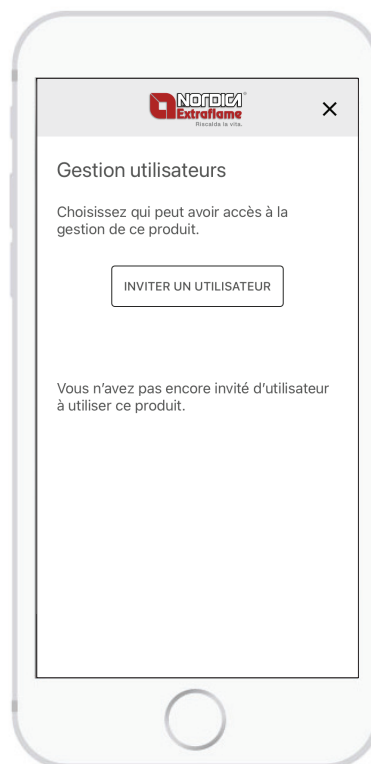 NORDICA®
Extraflame
Riscalda la vita.
Gestion utilisateurs
Choisissez qui peut avoir accès à la
gestion de ce produit.
INVITER UN UTILISATEUR
Vous n’avez pas encore invité d’utilisateur
à utiliser ce produit.